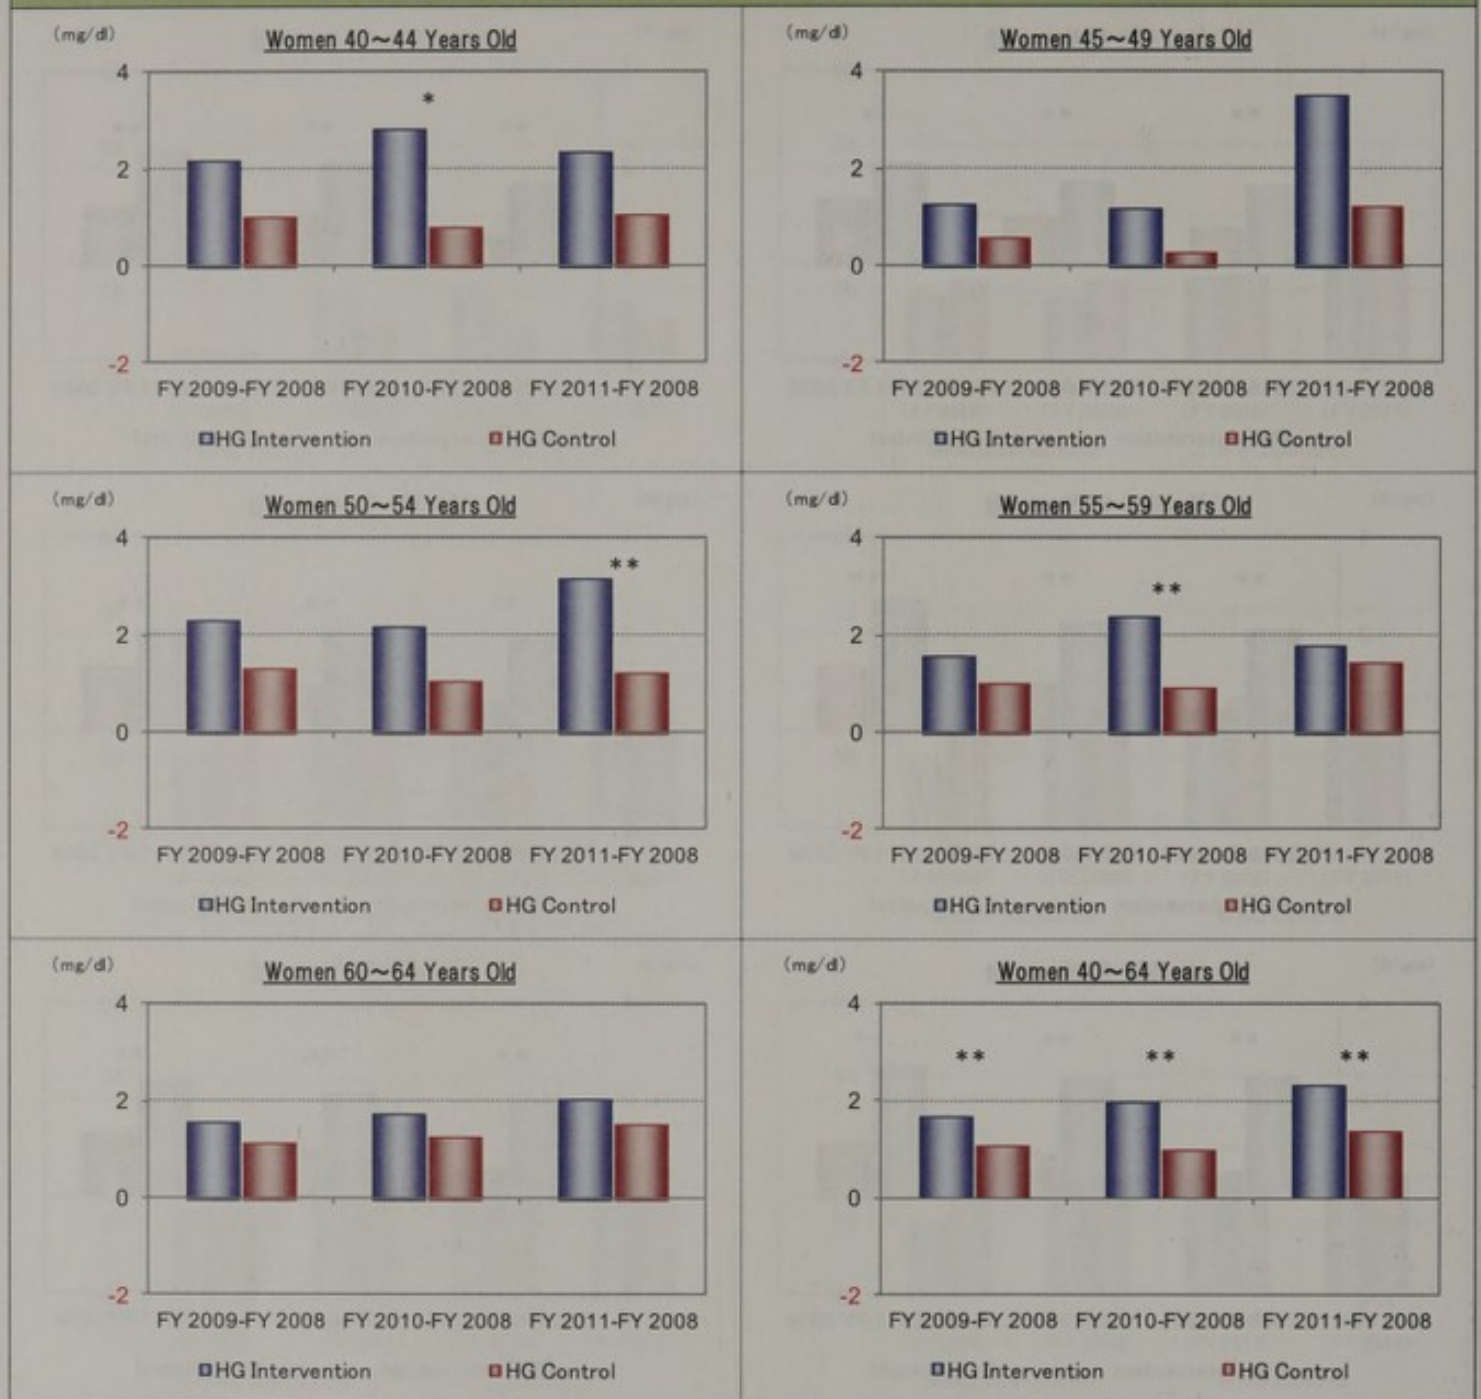 (mg/dl)
Women 40～44 Years Old
4
*
2
0
-2
FY 2009-FY 2008 FY 2010-FY 2008 FY 2011-FY 2008
HG Intervention HG Control
(mg/dl)
Women 45～49 Years Old
4
2
0
-2
FY 2009-FY 2008 FY 2010-FY 2008 FY 2011-FY 2008
HG Intervention HG Control
(mg/dl)
Women 50～54 Years Old
4
**
2
0
-2
FY 2009-FY 2008 FY 2010-FY 2008 FY 2011-FY 2008
HG Intervention HG Control
(mg/dl)
Women 55～59 Years Old
4
**
2
0
-2
FY 2009-FY 2008 FY 2010-FY 2008 FY 2011-FY 2008
HG Intervention HG Control
(mg/dl)
Women 60～64 Years Old
4
2
0
-2
FY 2009-FY 2008 FY 2010-FY 2008 FY 2011-FY 2008
HG Intervention HG Control
(mg/dl)
Women 40～64 Years Old
4
** ** **
2
0
-2
FY 2009-FY 2008 FY 2010-FY 2008 FY 2011-FY 2008
HG Intervention HG Control